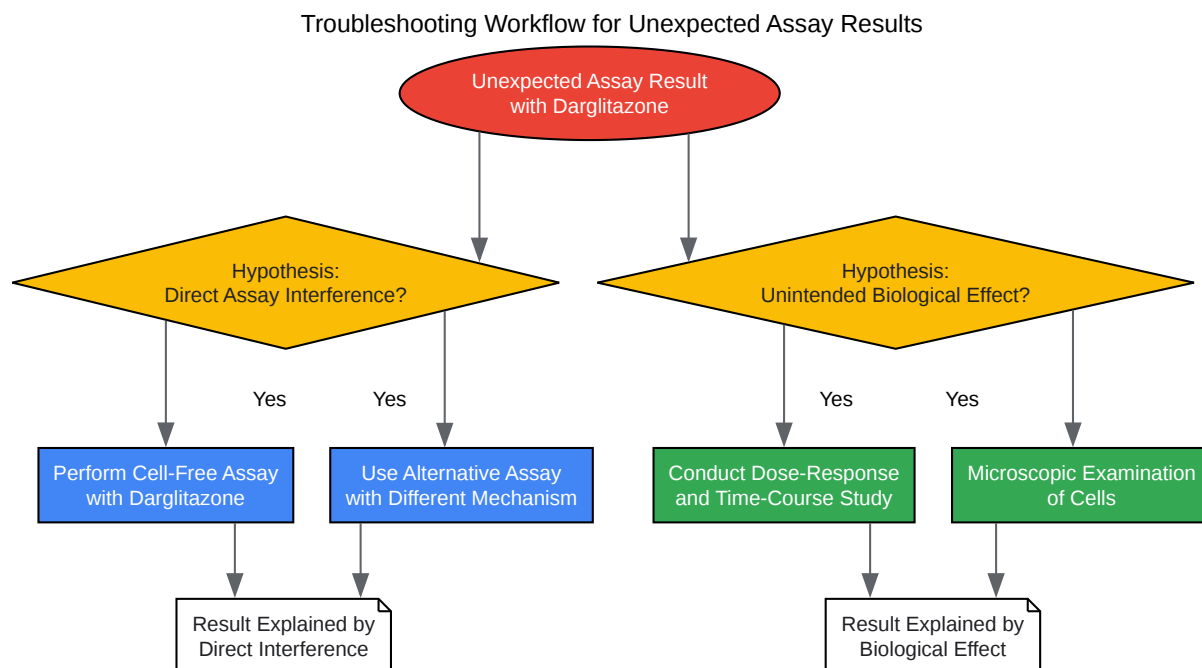 Troubleshooting Workflow for Unexpected Assay Results
Unexpected Assay Result
with Darglitazone
Hypothesis:
Direct Assay Interference?
Hypothesis:
Unintended Biological Effect?
Yes
Yes
Yes
Yes
Perform Cell-Free Assay
with Darglitazone
Use Alternative Assay
with Different Mechanism
Conduct Dose-Response
and Time-Course Study
Microscopic Examination
of Cells
Result Explained by
Direct Interference
Result Explained by
Biological Effect